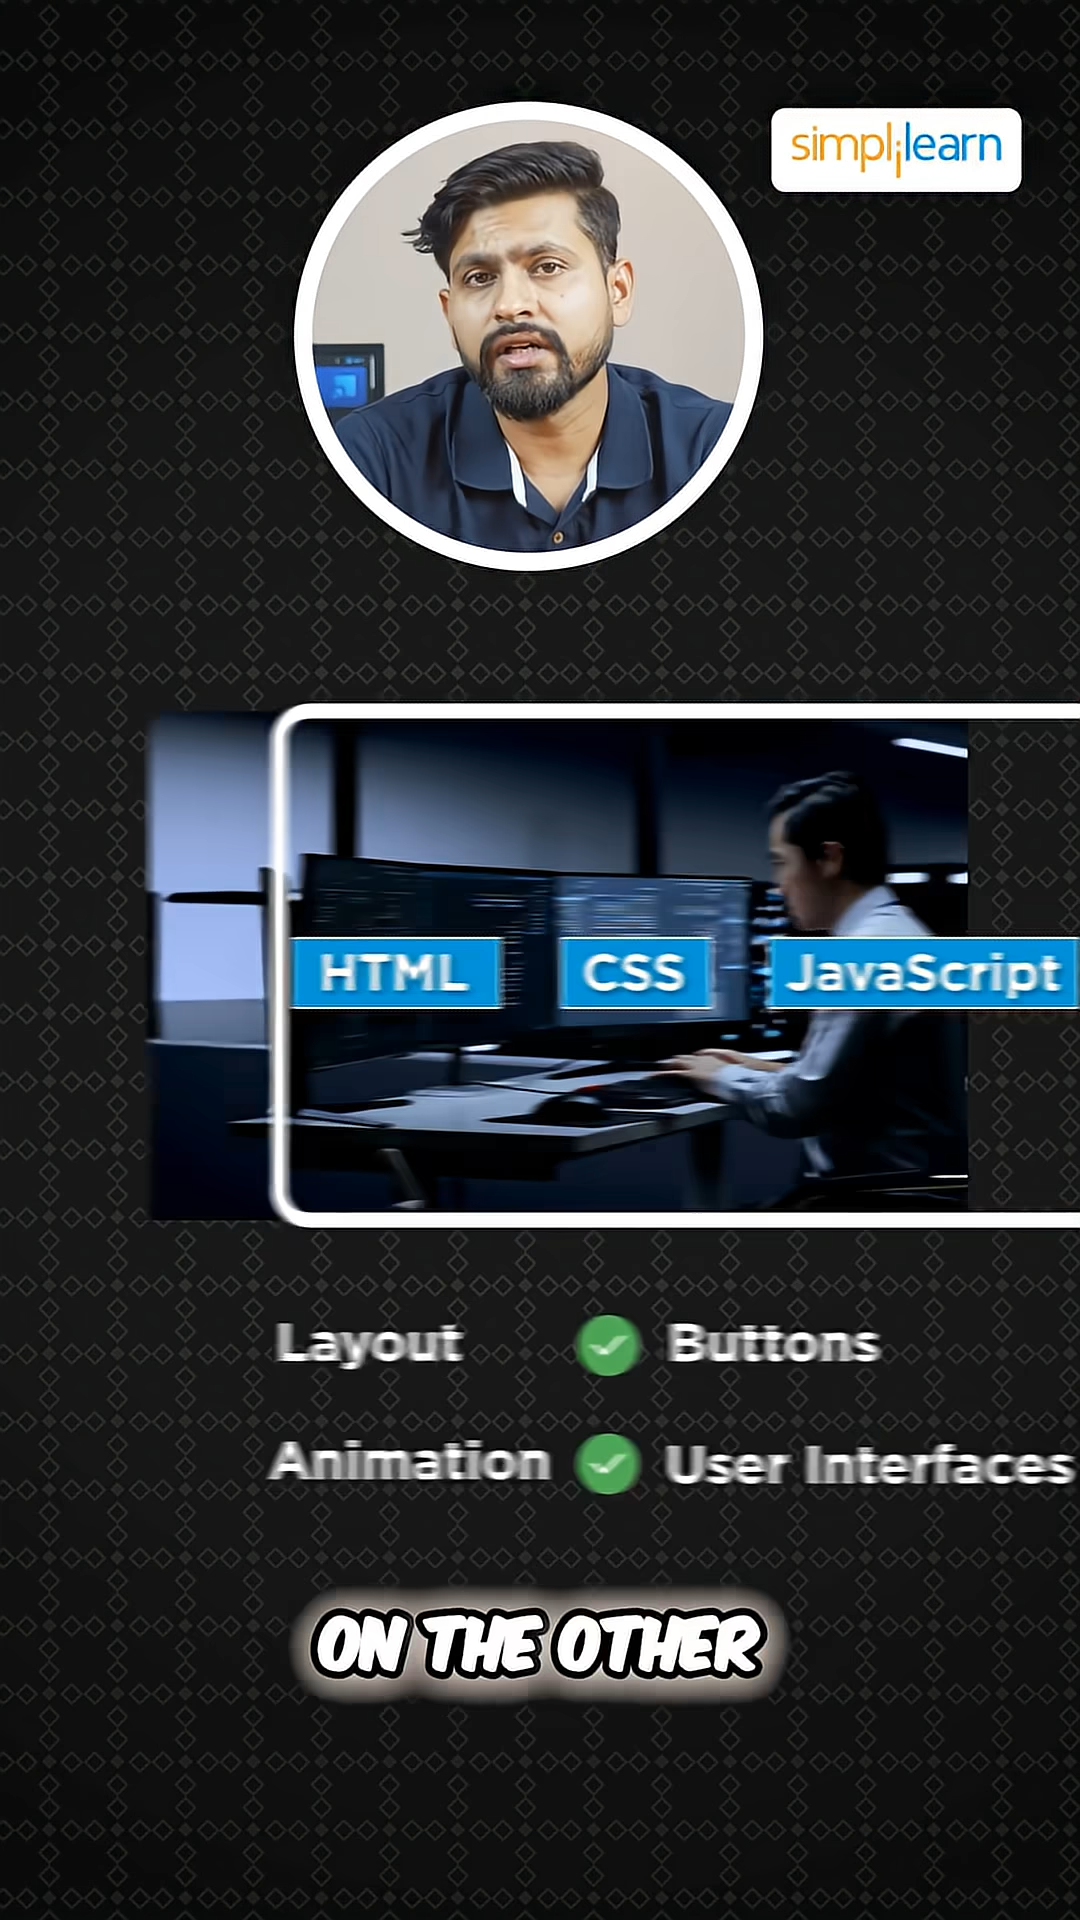 simplilearn
HTML CSS JavaScript
Layout Buttons
Animation User Interfaces
ON THE OTHER